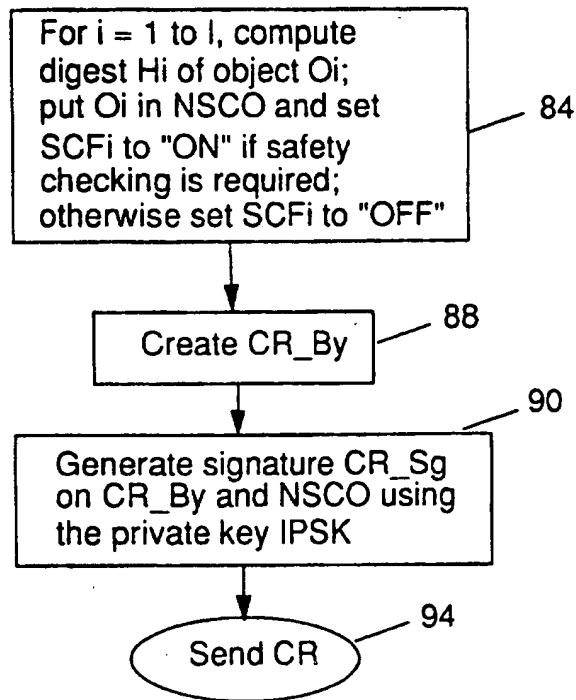 For i = 1 to I, compute
digest Hi of object Oi;
put Oi in NSCO and set
SCFi to "ON" if safety
checking is required;
otherwise set SCFi to "OFF"
84
Create CR_By
88
90
Generate signature CR_Sg
on CR_By and NSCO using
the private key IPSK
Send CR
94